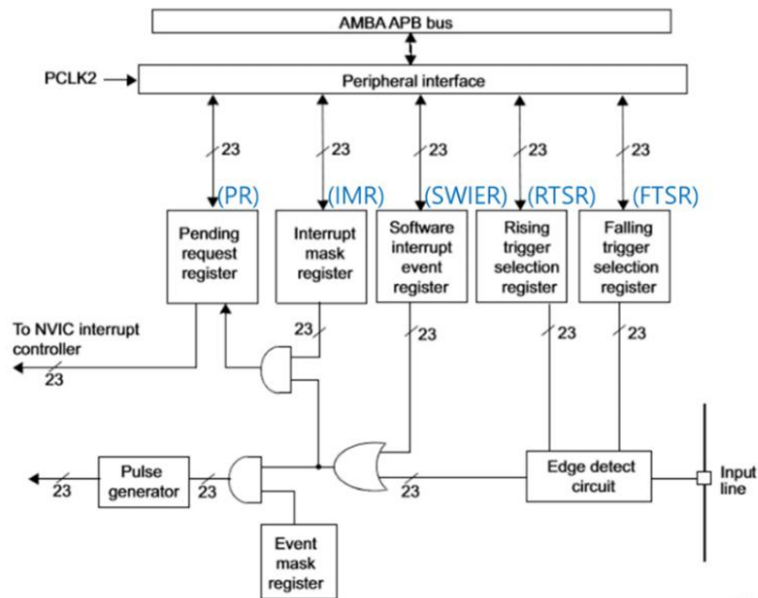 AMBA APB bus
PCLK2
Peripheral interface
23
23
23
23
23
(PR)
(IMR)
(SWIER)
(RTSR)
(FTSR)
Pending
request
register
Interrupt
mask
register
Software
interrupt
event
register
Rising
trigger
selection
register
Falling
trigger
selection
register
To NVIC interrupt
controller
23
23
23
23
23
Pulse
generator
23
23
23
Edge detect
circuit
Input
line
Event
mask
register